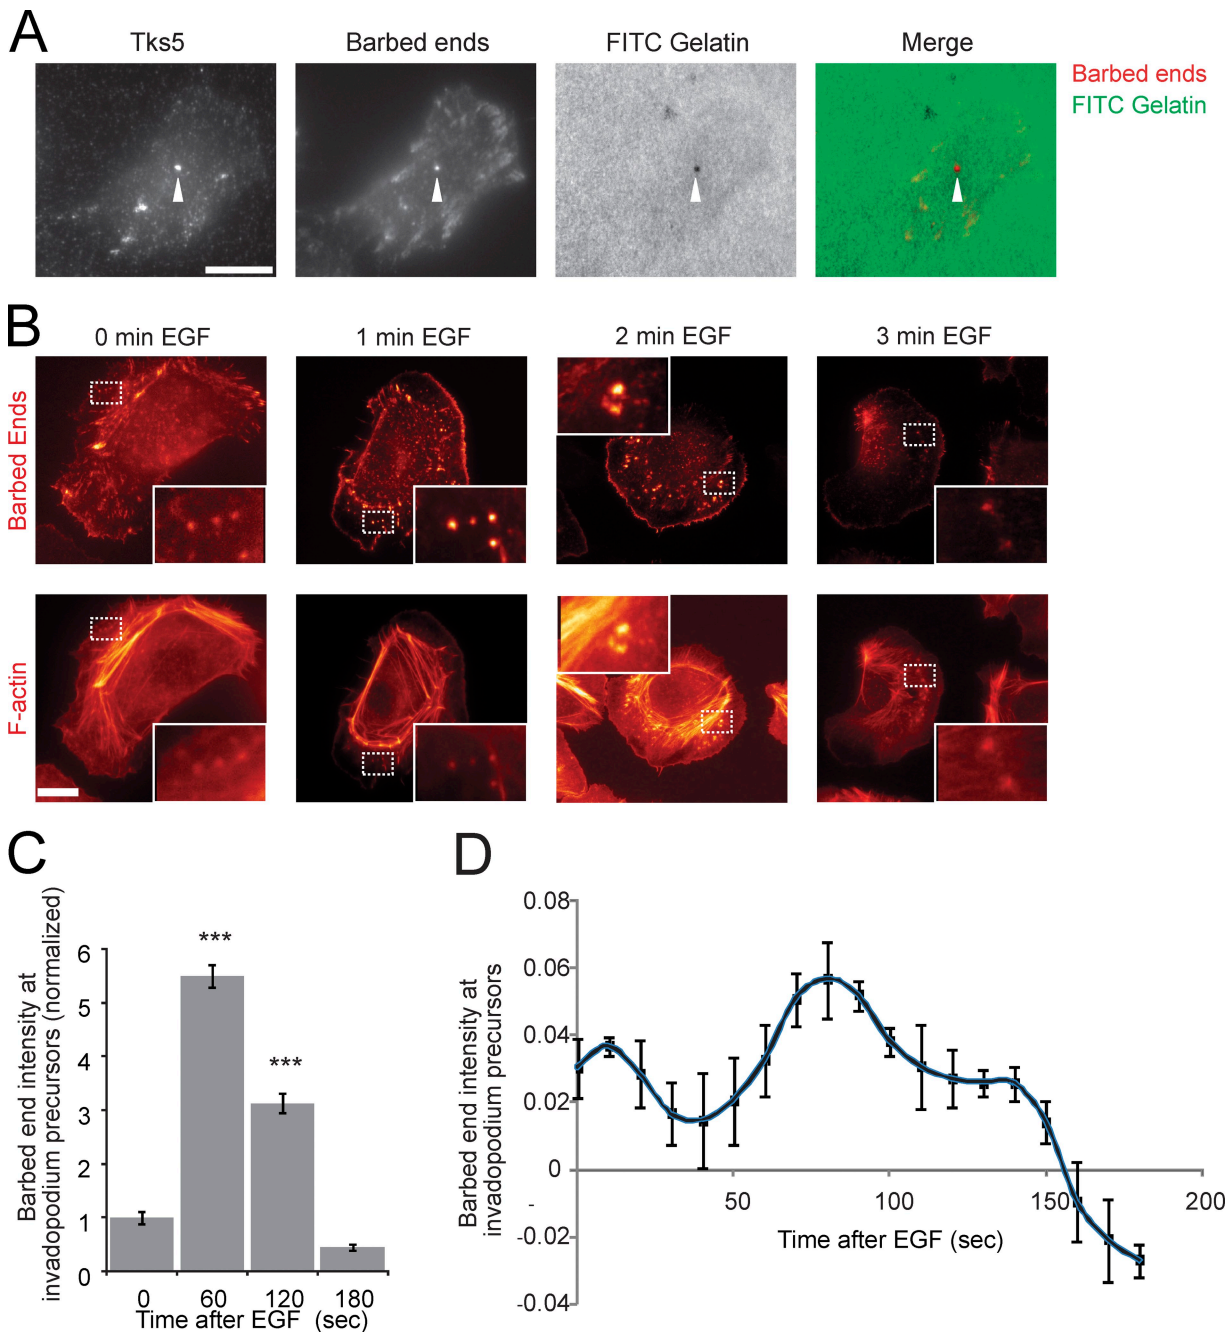 A
Tks5
Barbed ends
FITC Gelatin
Merge
Barbed ends
FITC Gelatin
B
0 min EGF
1 min EGF
2 min EGF
3 min EGF
Barbed Ends
F-actin
C
Barbed end intensity at
invadopodium precursors (normalized)
6
5
4
3
2
1
0
***
***
0
60
120
180
Time after EGF (sec)
D
Barbed end intensity at
invadopodium precursors
0.08
0.06
0.04
0.02
0
-
-0.02
-0.04
50
100
150
200
Time after EGF (sec)